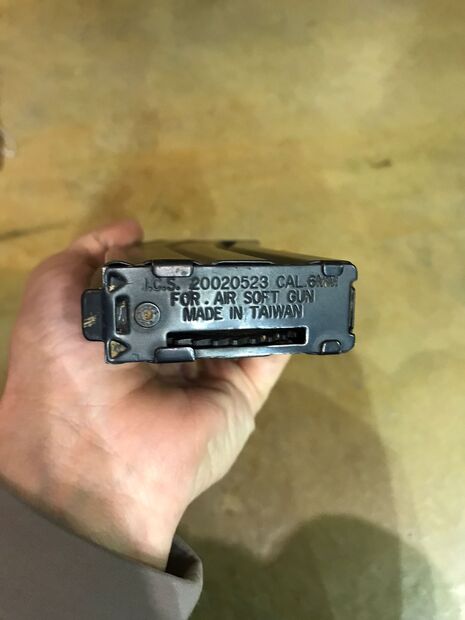 I.C.S. 20020523 CAL.6MM
FOR . AIR SOFT GUN
MADE IN TAIWAN